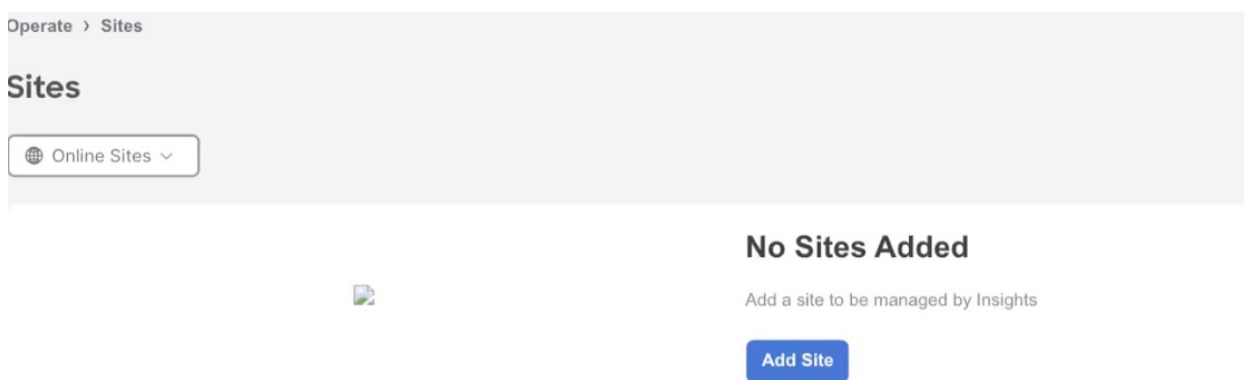 Operate › Sites
Sites
Online Sites
No Sites Added
Add a site to be managed by Insights
Add Site